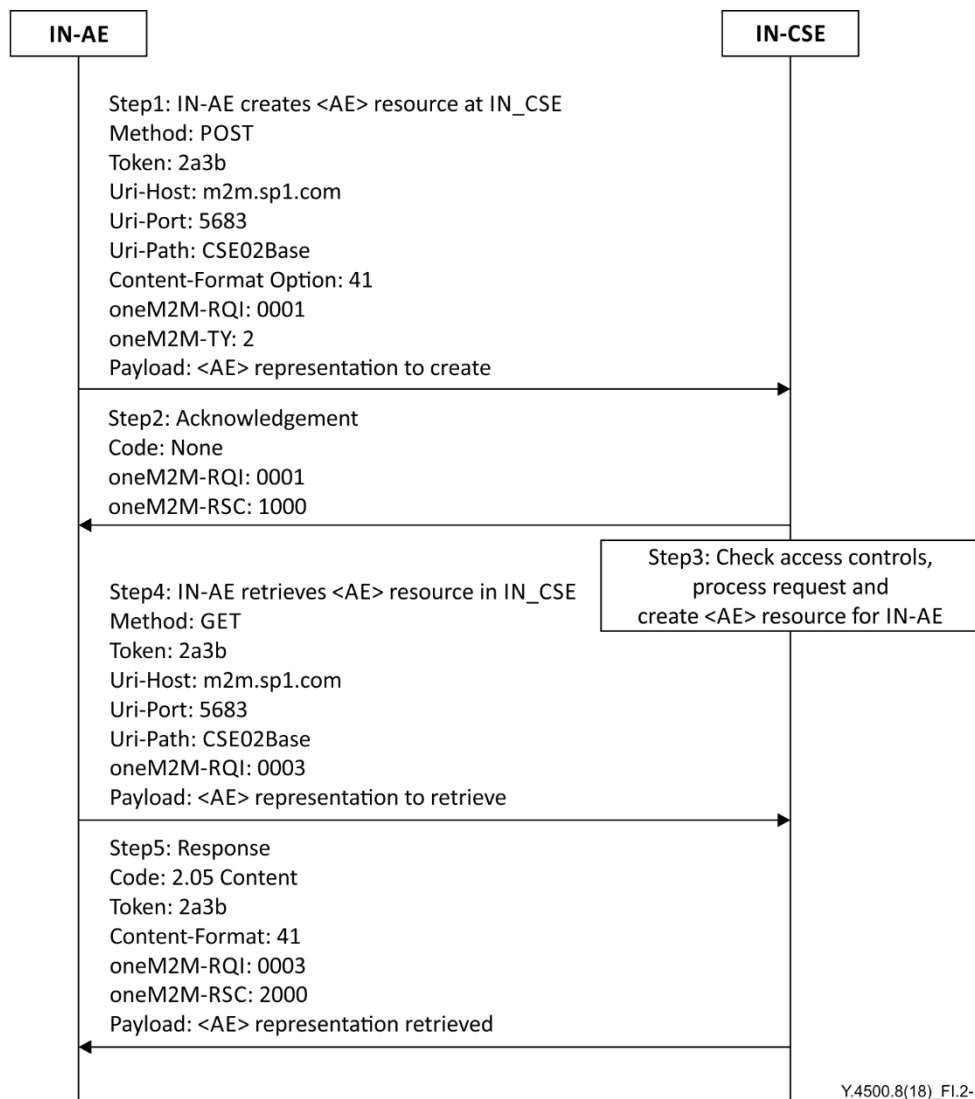 IN-AE
IN-CSE
Step1: IN-AE creates <AE> resource at IN_CSE
Method: POST
Token: 2a3b
Uri-Host: m2m.sp1.com
Uri-Port: 5683
Uri-Path: CSE02Base
Content-Format Option: 41
oneM2M-RQI: 0001
oneM2M-TY: 2
Payload: <AE> representation to create
Step2: Acknowledgement
Code: None
oneM2M-RQI: 0001
oneM2M-RSC: 1000
Step3: Check access controls,
process request and
create <AE> resource for IN-AE
Step4: IN-AE retrieves <AE> resource in IN_CSE
Method: GET
Token: 2a3b
Uri-Host: m2m.sp1.com
Uri-Port: 5683
Uri-Path: CSE02Base
oneM2M-RQI: 0003
Payload: <AE> representation to retrieve
Step5: Response
Code: 2.05 Content
Token: 2a3b
Content-Format: 41
oneM2M-RQI: 0003
oneM2M-RSC: 2000
Payload: <AE> representation retrieved
Y.4500.8(18)_FI.2-